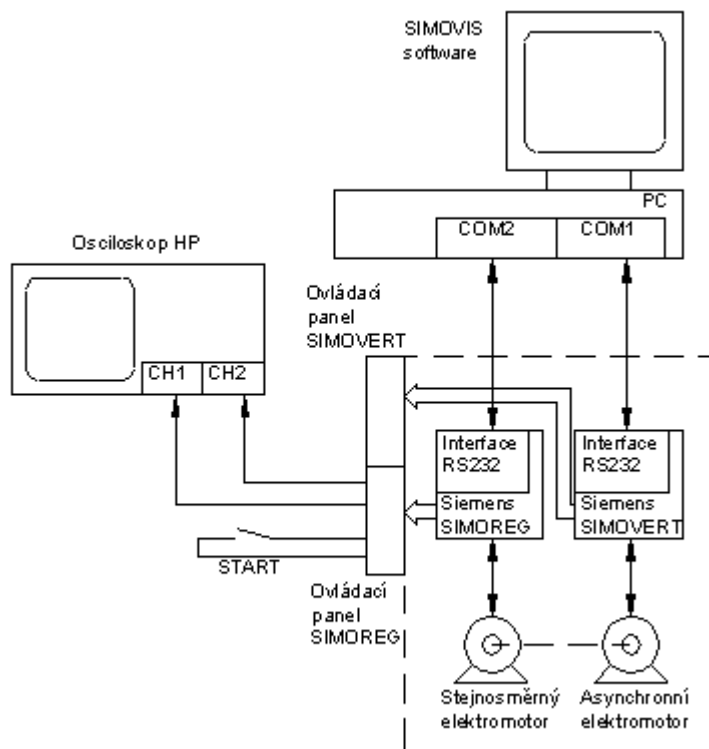 SIMOVIS
software
PC
COM2
COM1
Osciloskop HP
CH1
CH2
Ovládací
panel
SIMOVERT
Interface
RS232
Siemens
SIMOREG
Interface
RS232
Siemens
SIMOVERT
START
Ovládací
panel
SIMOREG
Stejnosměrný
elektromotor
Asynchronní
elektromotor